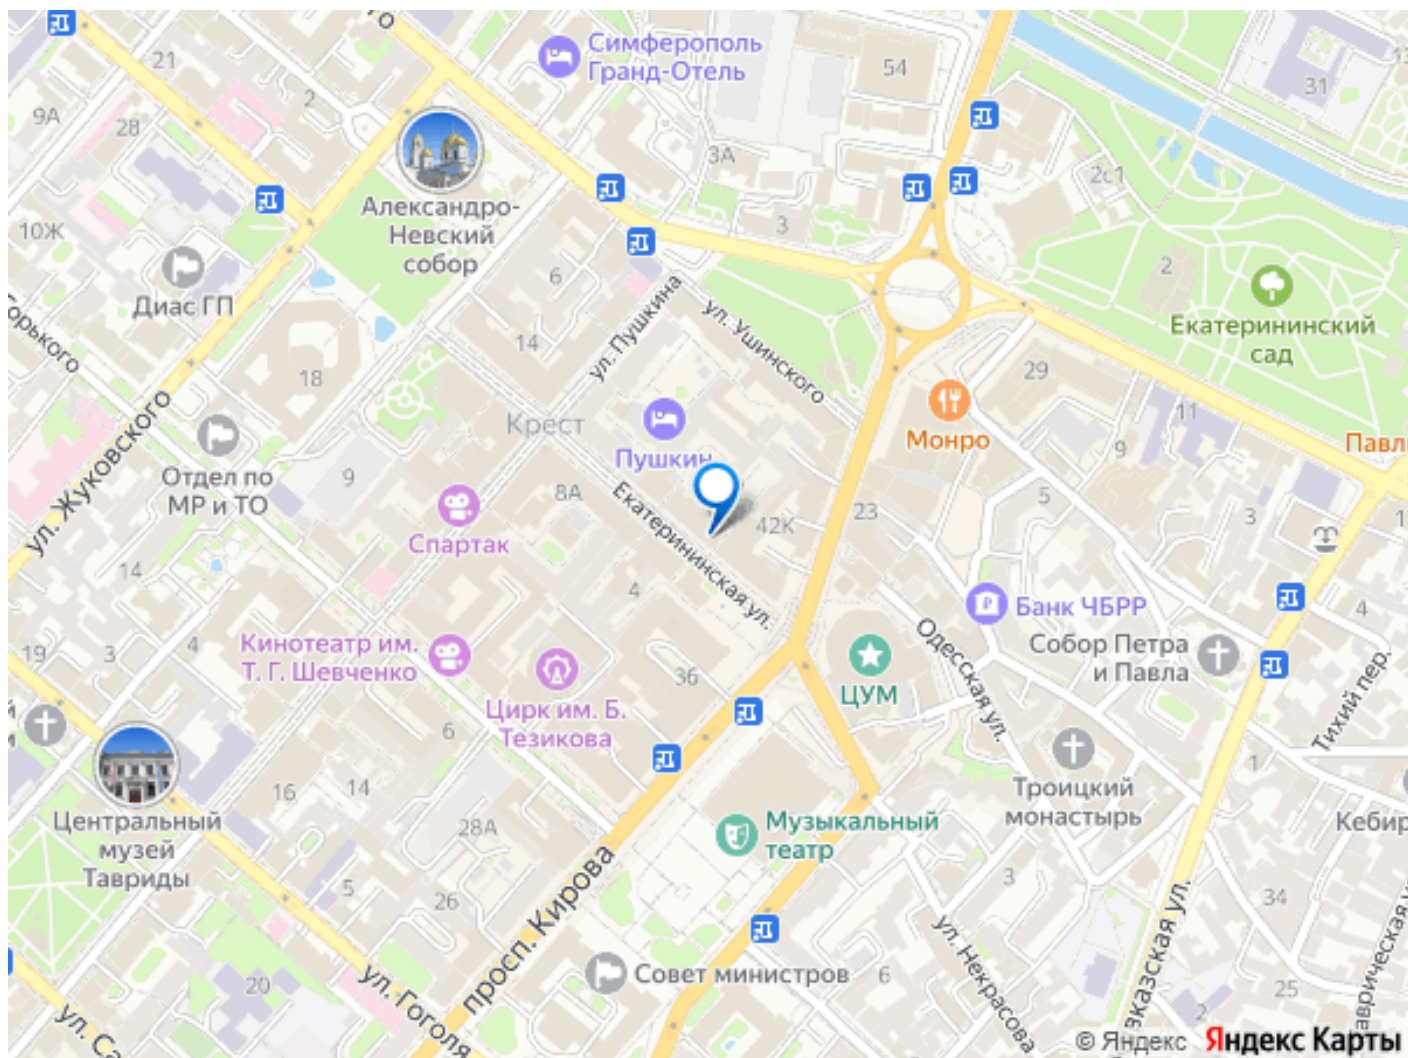 Симферополь
Гранд-Отель
54
31
21
2
9А
28
3А
2с1
Александро-
Невский
собор
10Ж
3
6
2
Диас ГП
ул. Пушкина
ул. Ушинского
Екатерининский
сад
14
18
29
Крест
Пушкин
Монро
11
9
Павл
ул. Жуковского
Отдел по
МР и ТО
9
8А
5
3
1
Спартак
Екатерининская ул.
42К
23
14
4
Банк ЧБРР
4
Одесская ул.
Собор Петра
и Павла
19
3
4
Кинотеатр им.
Т. Г. Шевченко
36
ЦУМ
Тихий пер.
Цирк им. Б.
Тезикова
6
1
Троицкий
монастырь
16
14
Центральный
музей
Тавриды
28А
Музыкальный
театр
Кебир
5
26
просп. Кирова
3
34
ул. Некрасова
20
ул. Гоголя
Совет министров
6
2
25
© Яндекс
Яндекс Карты